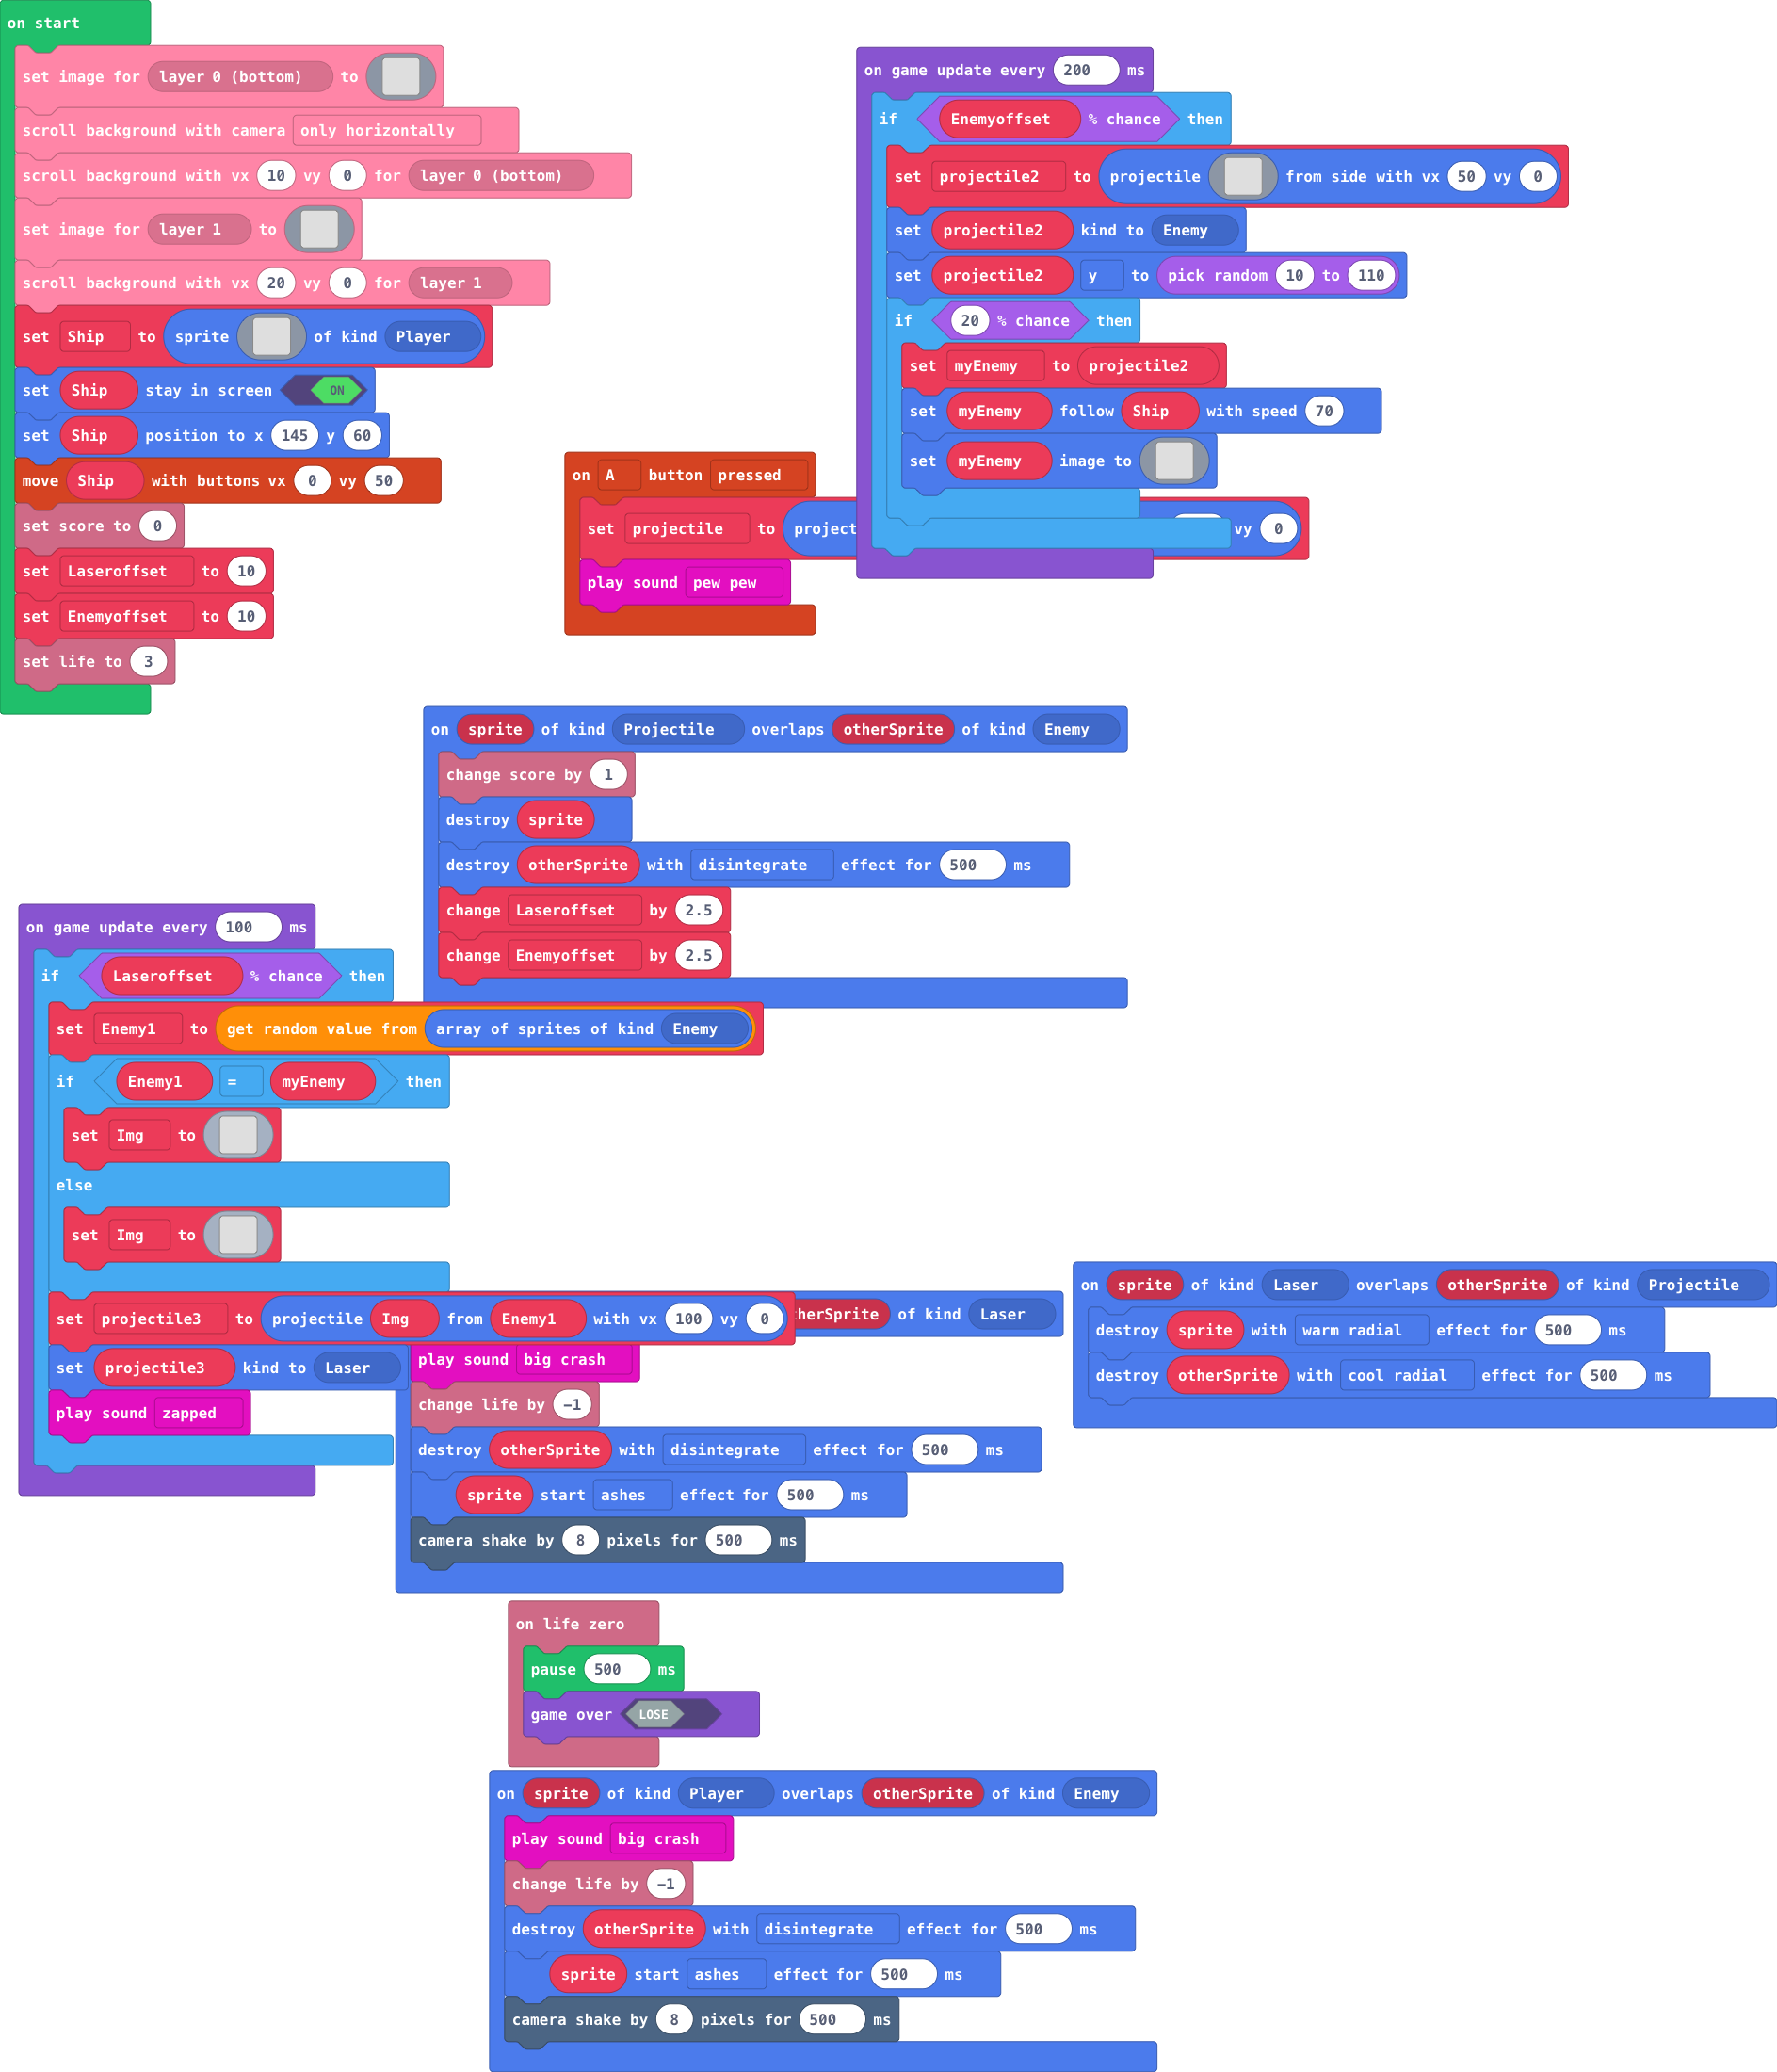 on start
set image for layer 0 (bottom) to
scroll background with camera only horizontally
scroll background with vx 10 vy 0 for layer 0 (bottom)
set image for layer 1 to
scroll background with vx 20 vy 0 for layer 1
set Ship to sprite of kind Player
set Ship stay in screen ON
set Ship position to x 145 y 60
move Ship with buttons vx 0 vy 50
set score to 0
set Laseroffset to 10
set Enemyoffset to 10
set life to 3
on game update every 200 ms
if Enemyoffset % chance then
set projectile2 to projectile from side with vx 50 vy 0
set projectile2 kind to Enemy
set projectile2 y to pick random 10 to 110
if 20 % chance then
set myEnemy to projectile2
set myEnemy follow Ship with speed 70
set myEnemy image to
on A button pressed
set projectile to vy 0
play sound pew pew
on sprite of kind Projectile overlaps otherSprite of kind Enemy
change score by 1
destroy sprite
destroy otherSprite with disintegrate effect for 500 ms
change Laseroffset by 2.5
change Enemyoffset by 2.5
on game update every 100 ms
if Laseroffset % chance then
set Enemy1 to get random value from array of sprites of kind Enemy
if Enemy1 = myEnemy then
set Img to
else
set Img to
set projectile3 to projectile Img from Enemy1 with vx 100 vy 0
set projectile3 kind to Laser
play sound zapped
of kind Laser
play sound big crash
change life by −1
destroy otherSprite with disintegrate effect for 500 ms
sprite start ashes effect for 500 ms
camera shake by 8 pixels for 500 ms
on sprite of kind Laser overlaps otherSprite of kind Projectile
destroy sprite with warm radial effect for 500 ms
destroy otherSprite with cool radial effect for 500 ms
on life zero
pause 500 ms
game over LOSE
on sprite of kind Player overlaps otherSprite of kind Enemy
play sound big crash
change life by −1
destroy otherSprite with disintegrate effect for 500 ms
sprite start ashes effect for 500 ms
camera shake by 8 pixels for 500 ms